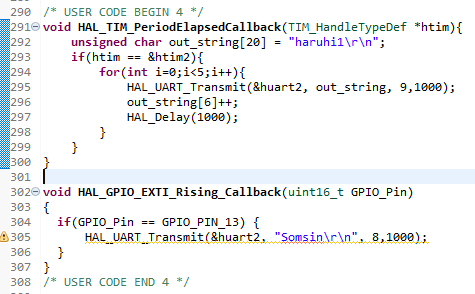 290 /* USER CODE BEGIN 4 */
291 void HAL_TIM_PeriodElapsedCallback(TIM_HandleTypeDef *htim){
292     unsigned char out_string[20] = "haruhi1\r\n";
293     if(htim == &htim2){
294         for(int i=0;i<5;i++){
295             HAL_UART_Transmit(&huart2, out_string, 9,1000);
296             out_string[6]++;
297             HAL_Delay(1000);
298         }
299     }
300 }
301
302 void HAL_GPIO_EXTI_Rising_Callback(uint16_t GPIO_Pin)
303 {
304   if(GPIO_Pin == GPIO_PIN_13) {
305       HAL_UART_Transmit(&huart2, "Somsin\r\n", 8,1000);
306   }
307 }
308 /* USER CODE END 4 */